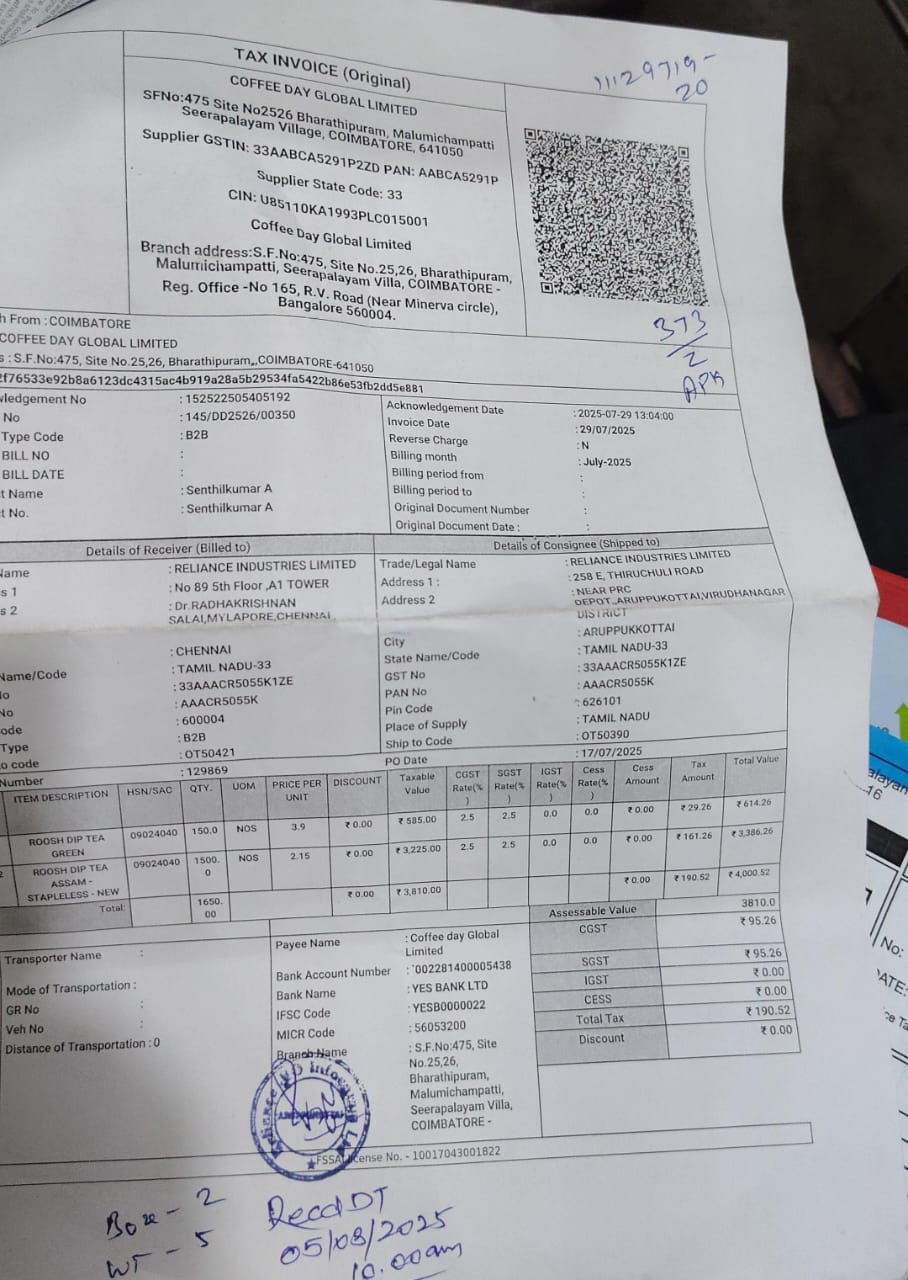 TAX INVOICE (Original)
COFFEE DAY GLOBAL LIMITED
SFNo:475 Site No2526 Bharathipuram, Malumichampatti
Seerapalayam Village, COIMBATORE, 641050
Supplier GSTIN: 33AABCA5291P2ZD PAN: AABCA5291P
Supplier State Code: 33
CIN: U85110KA1993PLC015001
Coffee Day Global Limited
Branch address:S.F.No:475, Site No.25,26, Bharathipuram,
Malumichampatti, Seerapalayam Villa, COIMBATORE -
Reg. Office -No 165, R.V. Road (Near Minerva circle),
Bangalore 560004.
11129719-
20
373/2
APK
h From : COIMBATORE
COFFEE DAY GLOBAL LIMITED
s : S.F.No:475, Site No.25,26, Bharathipuram,,,COIMBATORE-641050
2f76533e92b8a6123dc4315ac4b919a28a5b29534fa5422b86e53fb2dd5e881
wledgement No : 152522505405192
No : 145/DD2526/00350
Type Code : B2B
BILL NO :
BILL DATE :
t Name : Senthilkumar A
t No. : Senthilkumar A
Acknowledgement Date : 2025-07-29 13:04:00
Invoice Date : 29/07/2025
Reverse Charge : N
Billing month : July-2025
Billing period from :
Billing period to :
Original Document Number :
Original Document Date : :
Details of Receiver (Billed to)
Name : RELIANCE INDUSTRIES LIMITED
s 1 : No 89 5th Floor ,A1 TOWER
s 2 : Dr.RADHAKRISHNAN
SALAI,MYLAPORE,CHENNAI
: CHENNAI
Name/Code : TAMIL NADU-33
lo : 33AAACR5055K1ZE
No : AAACR5055K
ode : 600004
Type : B2B
o code : OT50421
Number : 129869
Details of Consignee (Shipped to)
Trade/Legal Name : RELIANCE INDUSTRIES LIMITED
Address 1 : : 258 E, THIRUCHULI ROAD
Address 2 : NEAR PRC
DEPOT,,ARUPPUKOTTAI,VIRUDHANAGAR
DISTRICT
City : ARUPPUKKOTTAI
State Name/Code : TAMIL NADU-33
GST No : 33AAACR5055K1ZE
PAN No : AAACR5055K
Pin Code : 626101
Place of Supply : TAMIL NADU
Ship to Code : OT50390
PO Date : 17/07/2025
ITEM DESCRIPTION HSN/SAC QTY. UOM PRICE PER UNIT DISCOUNT Taxable Value CGST Rate(%) SGST Rate(%) IGST Rate(%) Cess Rate(%) Cess Amount Tax Amount Total Value
ROOSH DIP TEA GREEN 09024040 150.0 NOS 3.9 ₹ 0.00 ₹ 585.00 2.5 2.5 0.0 0.0 ₹ 0.00 ₹ 29.26 ₹ 614.26
2 ROOSH DIP TEA ASSAM - STAPLELESS - NEW 09024040 1500.0 NOS 2.15 ₹ 0.00 ₹ 3,225.00 2.5 2.5 0.0 0.0 ₹ 0.00 ₹ 161.26 ₹ 3,386.26
Total: 1650.00 ₹ 0.00 ₹ 3,810.00 ₹ 0.00 ₹ 190.52 ₹ 4,000.52
Transporter Name :
Mode of Transportation :
GR No :
Veh No :
Distance of Transportation : 0
Payee Name : Coffee day Global
Limited
Bank Account Number : `002281400005438
Bank Name : YES BANK LTD
IFSC Code : YESB0000022
MICR Code : 56053200
Branch Name : S.F.No:475, Site
No.25,26,
Bharathipuram,
Malumichampatti,
Seerapalayam Villa,
COIMBATORE -
Assessable Value 3810.0
CGST ₹ 95.26
SGST ₹ 95.26
IGST ₹ 0.00
CESS ₹ 0.00
Total Tax ₹ 190.52
Discount ₹ 0.00
FSSAI License No. - 10017043001822
Boxe - 2
WT - 5
Recd DT
05/08/2025
10.00am
alayan
16
No:
ATE: